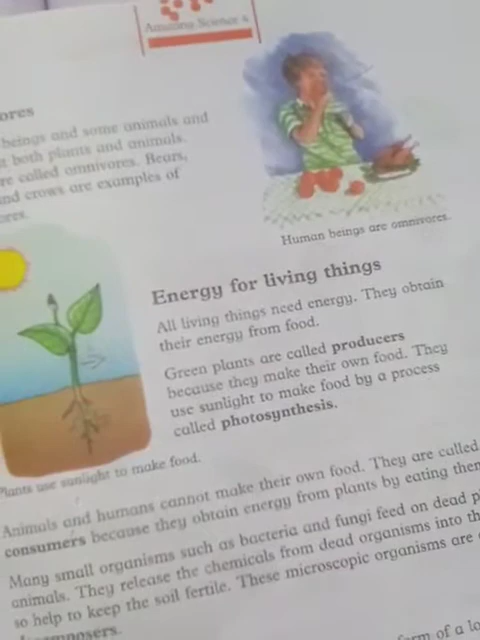 Amazing Science 4
ores
beings and some animals and
both plants and animals.
re called omnivores. Bears,
nd crows are examples of
ores.
Human beings are omnivores.
Energy for living things
All living things need energy. They obtain
their energy from food.
Green plants are called producers
because they make their own food. They
use sunlight to make food by a process
called photosynthesis.
Plants use sunlight to make food.
Animals and humans cannot make their own food. They are called
consumers because they obtain energy from plants by eating them
Many small organisms such as bacteria and fungi feed on dead p
animals. They release the chemicals from dead organisms into th
so help to keep the soil fertile. These microscopic organisms are
mposers.
form of a lo